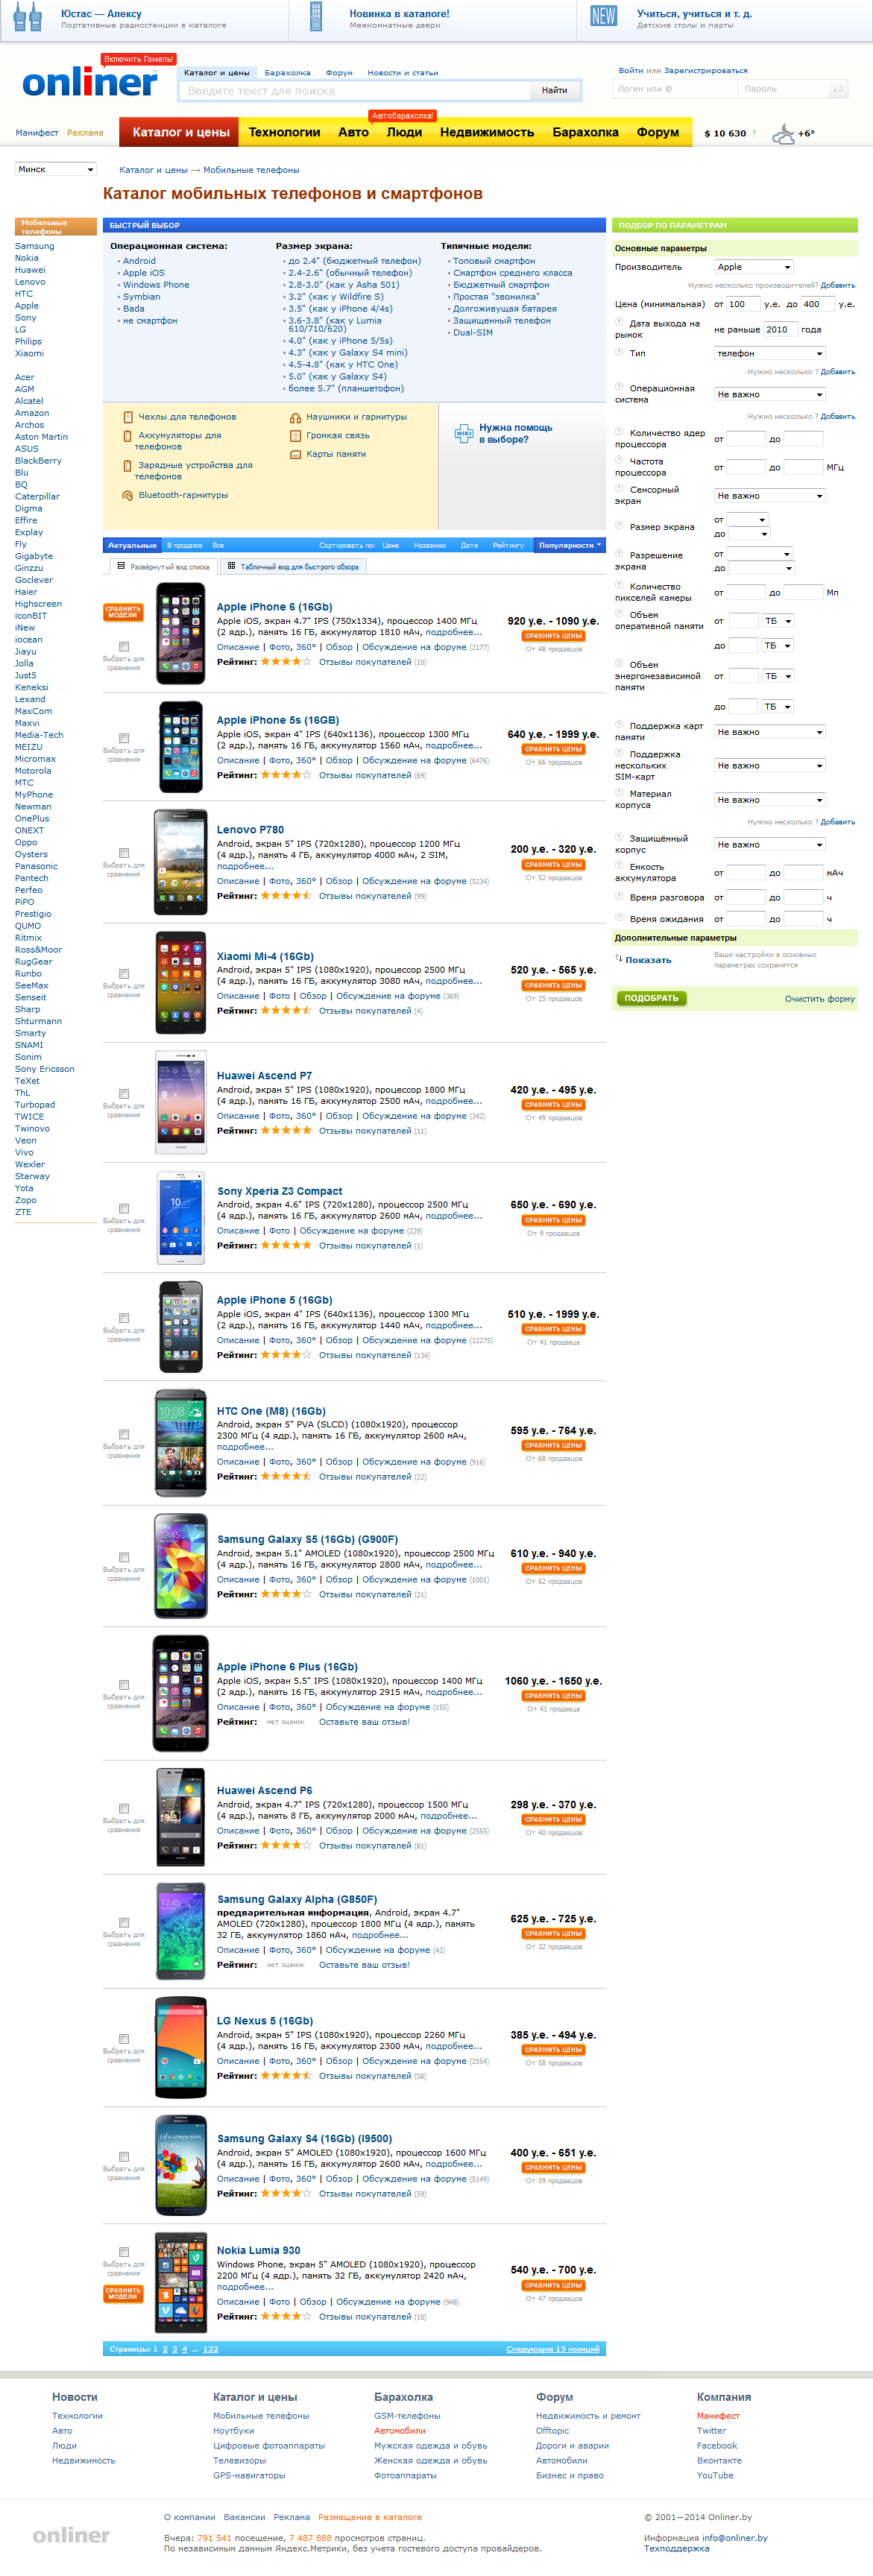 Юстас — Алексу
Портативные радиостанции в каталоге
Новинка в каталоге!
Межкомнатные двери
NEW
Учиться, учиться и т. д.
Детские столы и парты
Включить Гомель!
onliner
Каталог и цены Барахолка Форум Новости и статьи
Введите текст для поиска
Найти
Войти или Зарегистрироваться
Логин или @ Пароль
Автобарахолка!
Манифест Реклама
Каталог и цены Технологии Авто Люди Недвижимость Барахолка Форум
$ 10 630 ↑ +6°
Минск
Каталог и цены → Мобильные телефоны
Каталог мобильных телефонов и смартфонов
Мобильные
телефоны
Samsung
Nokia
Huawei
Lenovo
HTC
Apple
Sony
LG
Philips
Xiaomi
Acer
AGM
Alcatel
Amazon
Archos
Aston Martin
ASUS
BlackBerry
Blu
BQ
Caterpillar
Digma
Effire
Explay
Fly
Gigabyte
Ginzzu
Goclever
Haier
Highscreen
iconBIT
iNew
iocean
Jiayu
Jolla
Just5
Keneksi
Lexand
MaxCom
Maxvi
Media-Tech
MEIZU
Micromax
Motorola
МТС
MyPhone
Newman
OnePlus
ONEXT
Oppo
Oysters
Panasonic
Pantech
Perfeo
PiPO
Prestigio
QUMO
Ritmix
Ross&Moor
RugGear
Runbo
SeeMax
Senseit
Sharp
Shturmann
Smarty
SNAMI
Sonim
Sony Ericsson
TeXet
ThL
Turbopad
TWICE
Twinovo
Veon
Vivo
Wexler
Starway
Yota
Zopo
ZTE
БЫСТРЫЙ ВЫБОР
Операционная система:
Android
Apple iOS
Windows Phone
Symbian
Bada
не смартфон
Размер экрана:
до 2.4" (бюджетный телефон)
2.4-2.6" (обычный телефон)
2.8-3.0" (как у Asha 501)
3.2" (как у Wildfire S)
3.5" (как у iPhone 4/4s)
3.6-3.8" (как у Lumia
610/710/620)
4.0" (как у iPhone 5/5s)
4.3" (как у Galaxy S4 mini)
4.5-4.8" (как у HTC One)
5.0" (как у Galaxy S4)
более 5.7" (планшетофон)
Типичные модели:
Топовый смартфон
Смартфон среднего класса
Бюджетный смартфон
Простая "звонилка"
Долгоживущая батарея
Защищенный телефон
Dual-SIM
Чехлы для телефонов
Аккумуляторы для
телефонов
Зарядные устройства для
телефонов
Bluetooth-гарнитуры
Наушники и гарнитуры
Громкая связь
Карты памяти
WIKI
Нужна помощь
в выборе?
Актуальные В продаже Все Сортировать по: Цене Названию Дате Рейтингу Популярности
Развёрнутый вид списка Табличный вид для быстрого обзора
СРАВНИТЬ
МОДЕЛИ
Выбрать для
сравнения
Apple iPhone 6 (16Gb)
Apple iOS, экран 4.7" IPS (750x1334), процессор 1400 МГц
(2 ядр.), память 16 ГБ, аккумулятор 1810 мАч, подробнее...
Описание | Фото, 360° | Обзор | Обсуждение на форуме (2177)
Рейтинг: Отзывы покупателей (10)
920 у.е. - 1090 у.е.
СРАВНИТЬ ЦЕНЫ
От 48 продавцов
Выбрать для
сравнения
Apple iPhone 5s (16GB)
Apple iOS, экран 4" IPS (640x1136), процессор 1300 МГц
(2 ядр.), память 16 ГБ, аккумулятор 1560 мАч, подробнее...
Описание | Фото, 360° | Обзор | Обсуждение на форуме (6476)
Рейтинг: Отзывы покупателей (69)
640 у.е. - 1999 у.е.
СРАВНИТЬ ЦЕНЫ
От 66 продавцов
Выбрать для
сравнения
Lenovo P780
Android, экран 5" IPS (720x1280), процессор 1200 МГц
(4 ядр.), память 4 ГБ, аккумулятор 4000 мАч, 2 SIM,
подробнее...
Описание | Фото, 360° | Обзор | Обсуждение на форуме (5234)
Рейтинг: Отзывы покупателей (99)
200 у.е. - 320 у.е.
СРАВНИТЬ ЦЕНЫ
От 52 продавцов
Выбрать для
сравнения
Xiaomi Mi-4 (16Gb)
Android, экран 5" IPS (1080x1920), процессор 2500 МГц
(4 ядр.), память 16 ГБ, аккумулятор 3080 мАч, подробнее...
Описание | Фото | Обзор | Обсуждение на форуме (369)
Рейтинг: Отзывы покупателей (4)
520 у.е. - 565 у.е.
СРАВНИТЬ ЦЕНЫ
От 25 продавцов
Выбрать для
сравнения
Huawei Ascend P7
Android, экран 5" IPS (1080x1920), процессор 1800 МГц
(4 ядр.), память 16 ГБ, аккумулятор 2500 мАч, подробнее...
Описание | Фото, 360° | Обзор | Обсуждение на форуме (342)
Рейтинг: Отзывы покупателей (11)
420 у.е. - 495 у.е.
СРАВНИТЬ ЦЕНЫ
От 49 продавцов
Выбрать для
сравнения
Sony Xperia Z3 Compact
Android, экран 4.6" IPS (720x1280), процессор 2500 МГц
(4 ядр.), память 16 ГБ, аккумулятор 2600 мАч, подробнее...
Описание | Фото | Обсуждение на форуме (229)
Рейтинг: Отзывы покупателей (1)
650 у.е. - 690 у.е.
СРАВНИТЬ ЦЕНЫ
От 9 продавцов
Выбрать для
сравнения
Apple iPhone 5 (16Gb)
Apple iOS, экран 4" IPS (640x1136), процессор 1300 МГц
(2 ядр.), память 16 ГБ, аккумулятор 1440 мАч, подробнее...
Описание | Фото, 360° | Обзор | Обсуждение на форуме (12275)
Рейтинг: Отзывы покупателей (134)
510 у.е. - 1999 у.е.
СРАВНИТЬ ЦЕНЫ
От 41 продавца
Выбрать для
сравнения
HTC One (M8) (16Gb)
Android, экран 5" PVA (SLCD) (1080x1920), процессор
2300 МГц (4 ядр.), память 16 ГБ, аккумулятор 2600 мАч,
подробнее...
Описание | Фото, 360° | Обзор | Обсуждение на форуме (916)
Рейтинг: Отзывы покупателей (22)
595 у.е. - 764 у.е.
СРАВНИТЬ ЦЕНЫ
От 68 продавцов
Выбрать для
сравнения
Samsung Galaxy S5 (16Gb) (G900F)
Android, экран 5.1" AMOLED (1080x1920), процессор 2500 МГц
(4 ядр.), память 16 ГБ, аккумулятор 2800 мАч, подробнее...
Описание | Фото, 360° | Обзор | Обсуждение на форуме (1001)
Рейтинг: Отзывы покупателей (21)
610 у.е. - 940 у.е.
СРАВНИТЬ ЦЕНЫ
От 62 продавцов
Выбрать для
сравнения
Apple iPhone 6 Plus (16Gb)
Apple iOS, экран 5.5" IPS (1080x1920), процессор 1400 МГц
(2 ядр.), память 16 ГБ, аккумулятор 2915 мАч, подробнее...
Описание | Фото, 360° | Обсуждение на форуме (155)
Рейтинг: нет оценок Оставьте ваш отзыв!
1060 у.е. - 1650 у.е.
СРАВНИТЬ ЦЕНЫ
От 41 продавца
Выбрать для
сравнения
Huawei Ascend P6
Android, экран 4.7" IPS (720x1280), процессор 1500 МГц
(4 ядр.), память 8 ГБ, аккумулятор 2000 мАч, подробнее...
Описание | Фото, 360° | Обзор | Обсуждение на форуме (2555)
Рейтинг: Отзывы покупателей (81)
298 у.е. - 370 у.е.
СРАВНИТЬ ЦЕНЫ
От 40 продавцов
Выбрать для
сравнения
Samsung Galaxy Alpha (G850F)
предварительная информация, Android, экран 4.7"
AMOLED (720x1280), процессор 1800 МГц (4 ядр.), память
32 ГБ, аккумулятор 1860 мАч, подробнее...
Описание | Фото, 360° | Обсуждение на форуме (42)
Рейтинг: нет оценок Оставьте ваш отзыв!
625 у.е. - 725 у.е.
СРАВНИТЬ ЦЕНЫ
От 32 продавцов
Выбрать для
сравнения
LG Nexus 5 (16Gb)
Android, экран 5" IPS (1080x1920), процессор 2260 МГц
(4 ядр.), память 16 ГБ, аккумулятор 2300 мАч, подробнее...
Описание | Фото, 360° | Обзор | Обсуждение на форуме (2554)
Рейтинг: Отзывы покупателей (58)
385 у.е. - 494 у.е.
СРАВНИТЬ ЦЕНЫ
От 58 продавцов
Выбрать для
сравнения
Samsung Galaxy S4 (16Gb) (I9500)
Android, экран 5" AMOLED (1080x1920), процессор 1600 МГц
(4 ядр.), память 16 ГБ, аккумулятор 2600 мАч, подробнее...
Описание | Фото, 360° | Обзор | Обсуждение на форуме (5149)
Рейтинг: Отзывы покупателей (59)
400 у.е. - 651 у.е.
СРАВНИТЬ ЦЕНЫ
От 59 продавцов
Выбрать для
сравнения
СРАВНИТЬ
МОДЕЛИ
Nokia Lumia 930
Windows Phone, экран 5" AMOLED (1080x1920), процессор
2200 МГц (4 ядр.), память 32 ГБ, аккумулятор 2420 мАч,
подробнее...
Описание | Фото | Обзор | Обсуждение на форуме (948)
Рейтинг: Отзывы покупателей (10)
540 у.е. - 700 у.е.
СРАВНИТЬ ЦЕНЫ
От 47 продавцов
Страницы: 1 2 3 4 ... 132 Следующие 15 позиций
ПОДБОР ПО ПАРАМЕТРАМ
Основные параметры
Производитель Apple
Нужно несколько производителей? Добавить
Цена (минимальная) от 100 у.е. до 400 у.е.
Дата выхода на
рынок
не раньше 2010 года
Тип телефон
Нужно несколько ? Добавить
Операционная
система
Не важно
Нужно несколько ? Добавить
Количество ядер
процессора
от до
Частота
процессора
от до МГц
Сенсорный
экран
Не важно
Размер экрана
от
до
Разрешение
экрана
от
до
Количество
пикселей камеры
от до Мп
Объем
оперативной памяти
от ТБ
до ТБ
Объем
энергонезависимой
памяти
от ТБ
до ТБ
Поддержка карт
памяти
Не важно
Поддержка
нескольких
SIM-карт
Не важно
Материал
корпуса
Не важно
Нужно несколько ? Добавить
Защищённый
корпус
Не важно
Емкость
аккумулятора
от до мАч
Время разговора от до ч
Время ожидания от до ч
Дополнительные параметры
Показать
Ваши настройки в основных
параметрах сохранятся
ПОДОБРАТЬ
Очистить форму
Новости
Технологии
Авто
Люди
Недвижимость
Каталог и цены
Мобильные телефоны
Ноутбуки
Цифровые фотоаппараты
Телевизоры
GPS-навигаторы
Барахолка
GSM-телефоны
Автомобили
Мужская одежда и обувь
Женская одежда и обувь
Фотоаппараты
Форум
Недвижимость и ремонт
Offtopic
Дороги и аварии
Автомобили
Бизнес и право
Компания
Манифест
Twitter
Facebook
Вконтакте
YouTube
onliner
О компании Вакансии Реклама Размещение в каталоге
Вчера: 791 541 посещение, 7 487 888 просмотров страниц.
По независимым данным Яндекс.Метрики, без учета гостевого доступа провайдеров.
© 2001—2014 Onliner.by
Информация info@onliner.by
Техподдержка